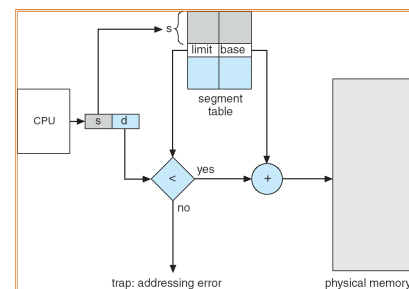 s
limit base
segment
table
CPU
s d
<
yes
+
no
trap: addressing error
physical memory